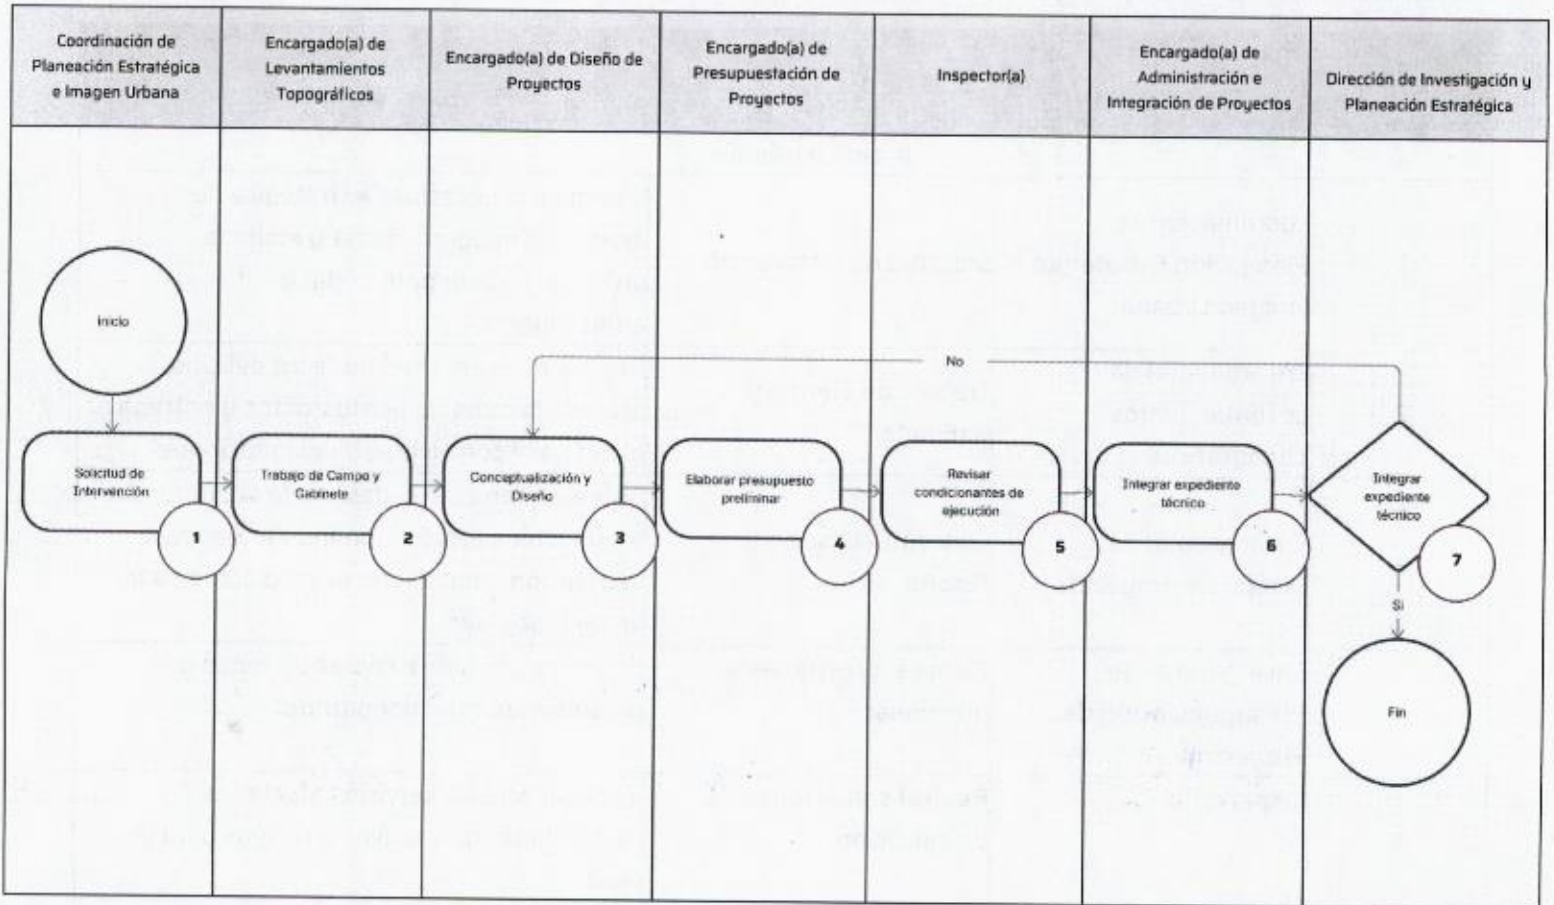 Coordinación de
Planeación Estratégica
e Imagen Urbana
Encargado(a) de
Levantamientos
Topográficos
Encargado(a) de Diseño de
Proyectos
Encargado(a) de
Presupuestación de
Proyectos
Inspector(a)
Encargado(a) de
Administración e
Integración de Proyectos
Dirección de Investigación y
Planeación Estratégica
Inicio
No
Solicitud de
Intervención
1
Trabajo de Campo y
Gabinete
2
Conceptualización y
Diseño
3
Elaborar presupuesto
preliminar
4
Revisar
condicionantes de
ejecución
5
Integrar expediente
técnico
6
Integrar
expediente
técnico
7
Si
Fin